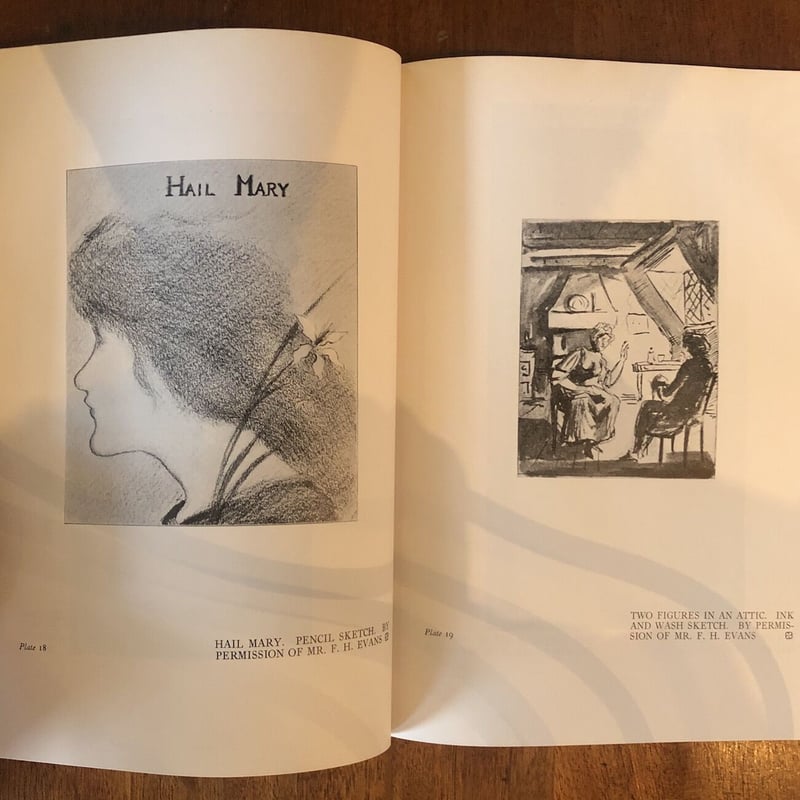 HAIL MARY
Plate 18
HAIL MARY. PENCIL SKETCH. BY
PERMISSION OF MR. F. H. EVANS
Plate 19
TWO FIGURES IN AN ATTIC. INK
AND WASH SKETCH. BY PERMIS-
SION OF MR. F. H. EVANS